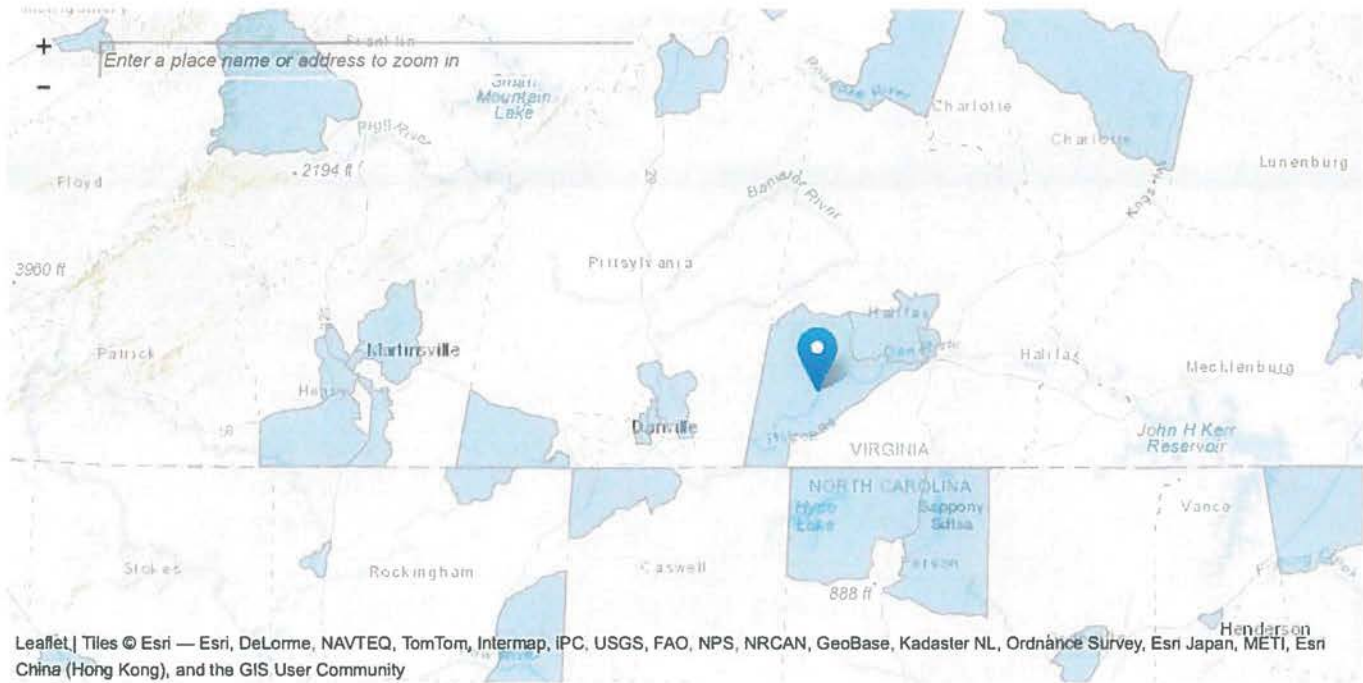 +
Franklin
Enter a place name or address to zoom in
-
Mountain
Lake
Charlotte
Charlotte
Pigg River
2194 ft
Lunenburg
Floyd
River
3960 ft
Pittsylvania
Halifax
Patrick
Martinsville
Halifax
Mecklenburg
Henry
Danville
John H Kerr
Reservoir
VIRGINIA
NORTH CAROLINA
Hyco
Lake
Sappony
Sdtsa
Vance
Stokes
Rockingham
Caswell
Person
888 ft
Henderson
Leaflet | Tiles © Esri — Esri, DeLorme, NAVTEQ, TomTom, Intermap, iPC, USGS, FAO, NPS, NRCAN, GeoBase, Kadaster NL, Ordnance Survey, Esri Japan, METI, Esri
China (Hong Kong), and the GIS User Community